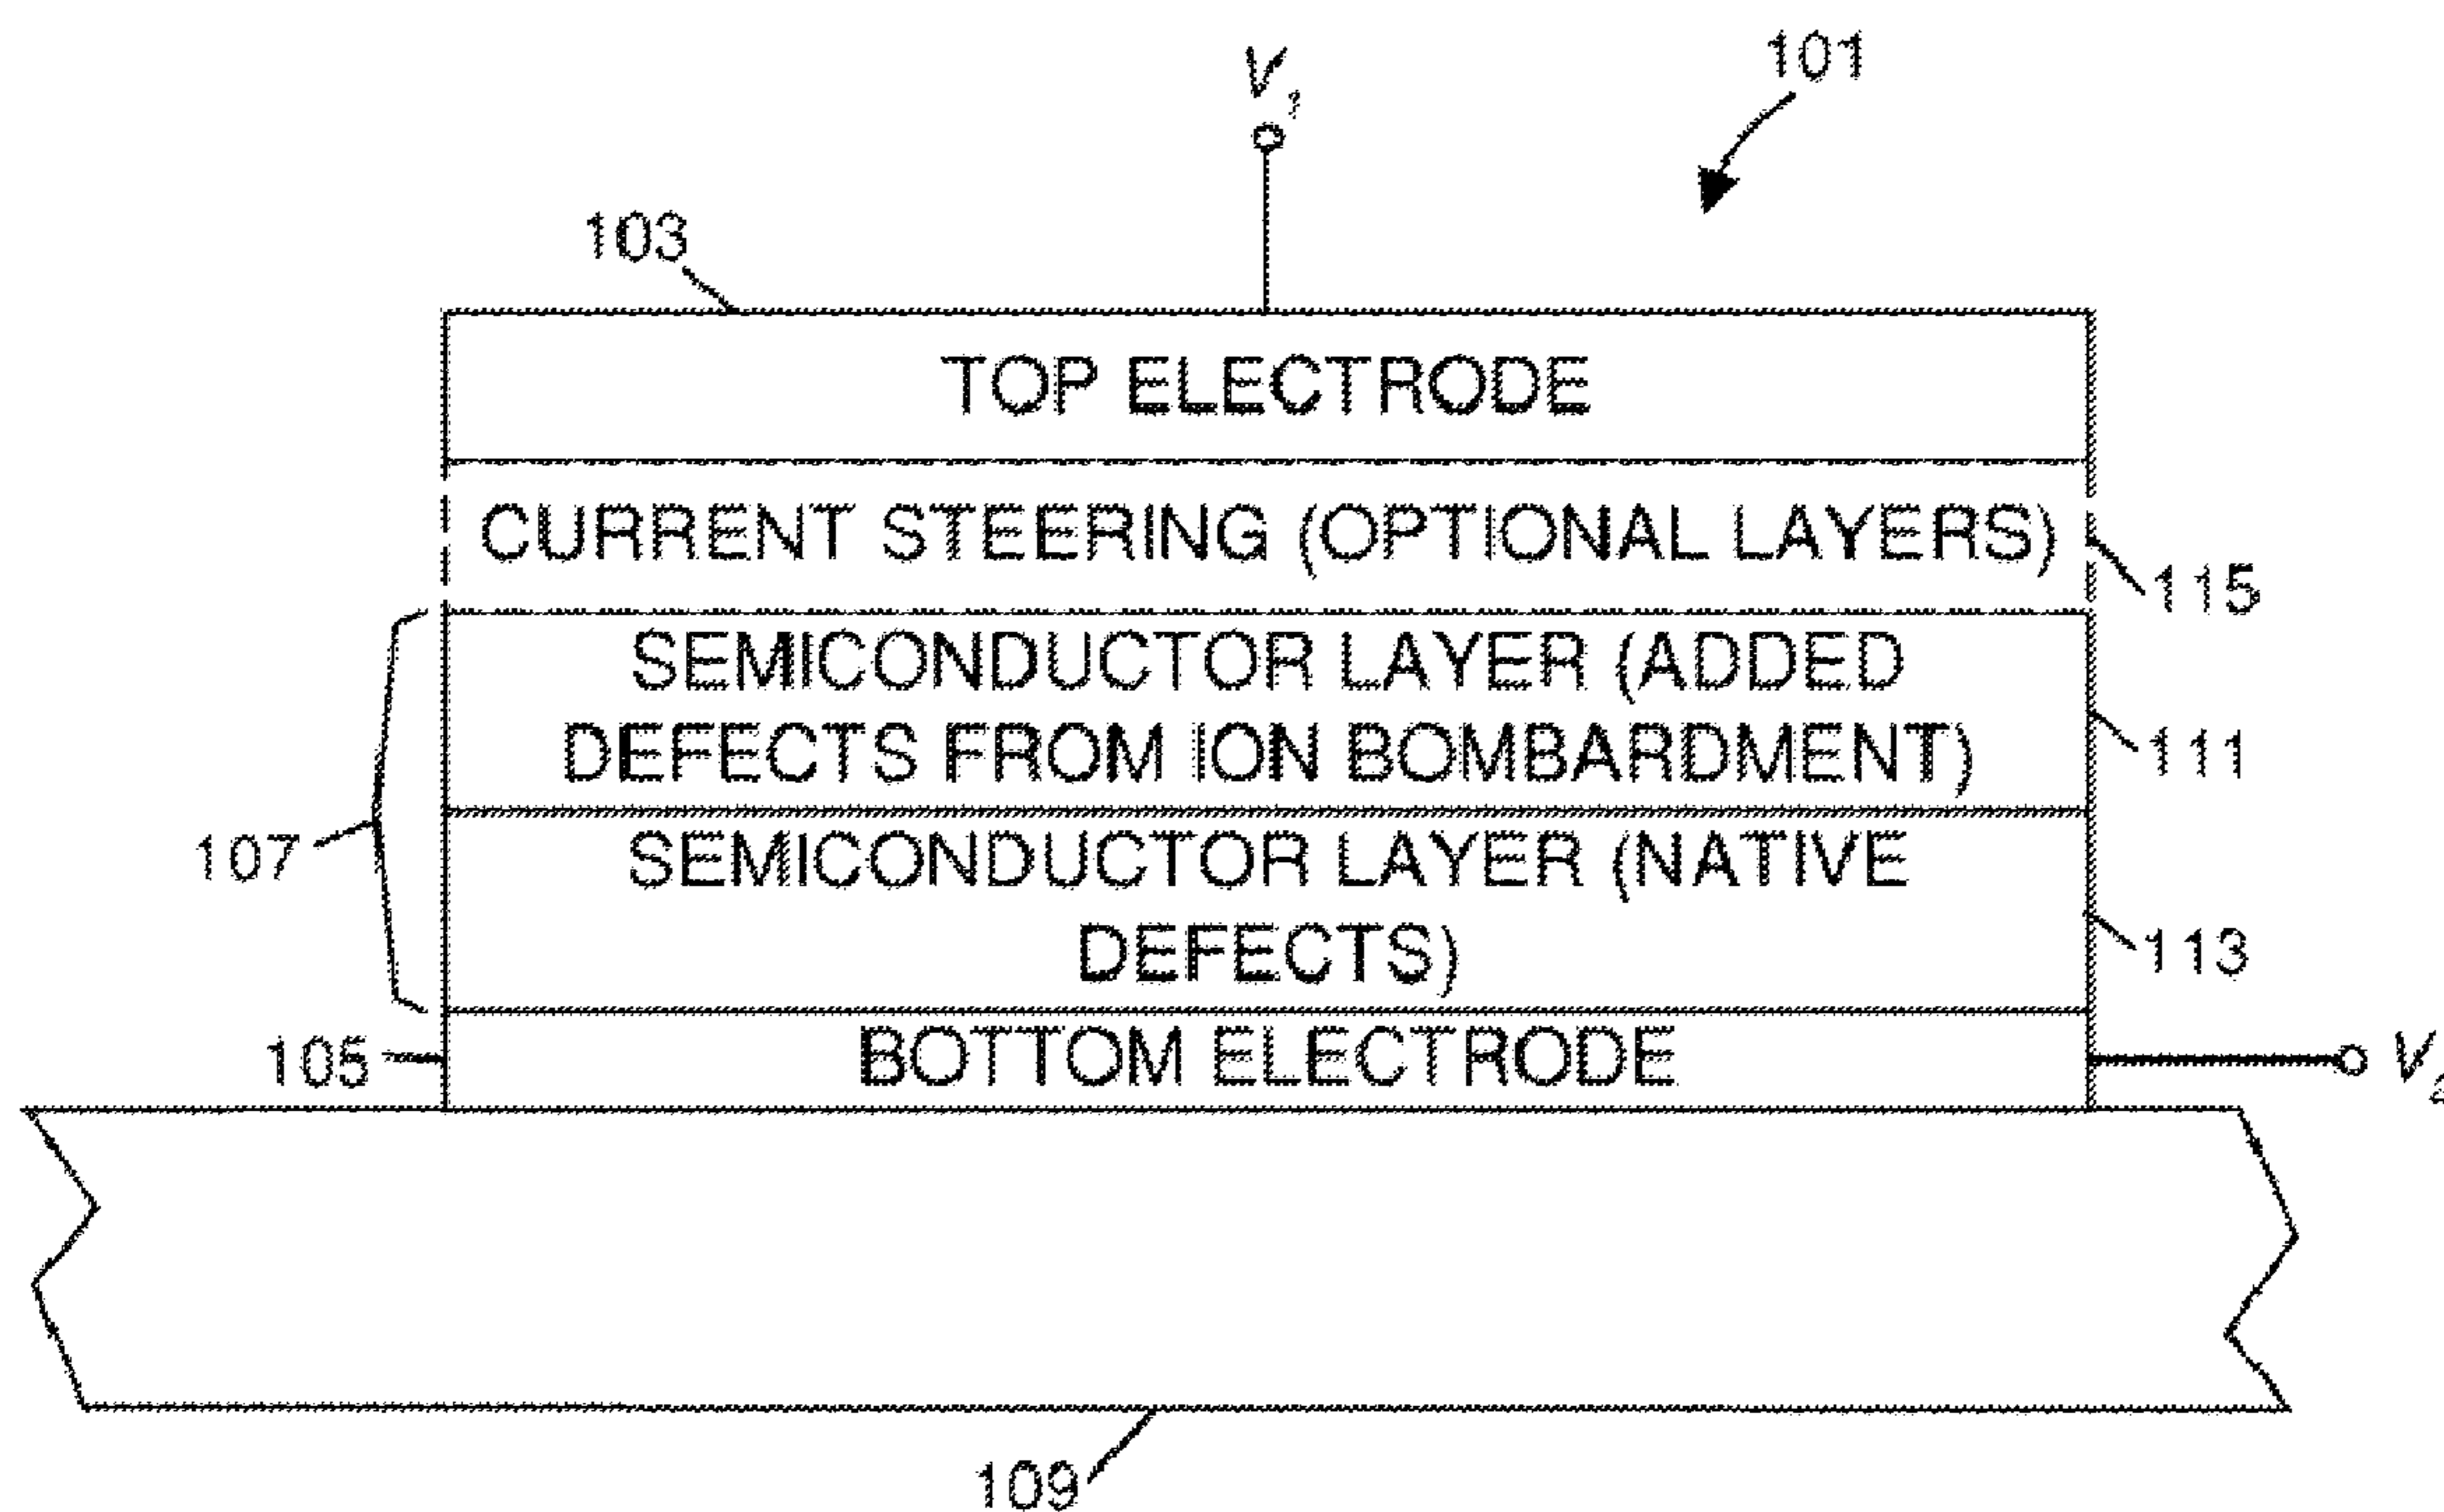 V1
101
103
TOP ELECTRODE
CURRENT STEERING (OPTIONAL LAYERS)
115
SEMICONDUCTOR LAYER (ADDED
DEFECTS FROM ION BOMBARDMENT)
111
107
SEMICONDUCTOR LAYER (NATIVE
DEFECTS)
113
105
BOTTOM ELECTRODE
V2
109